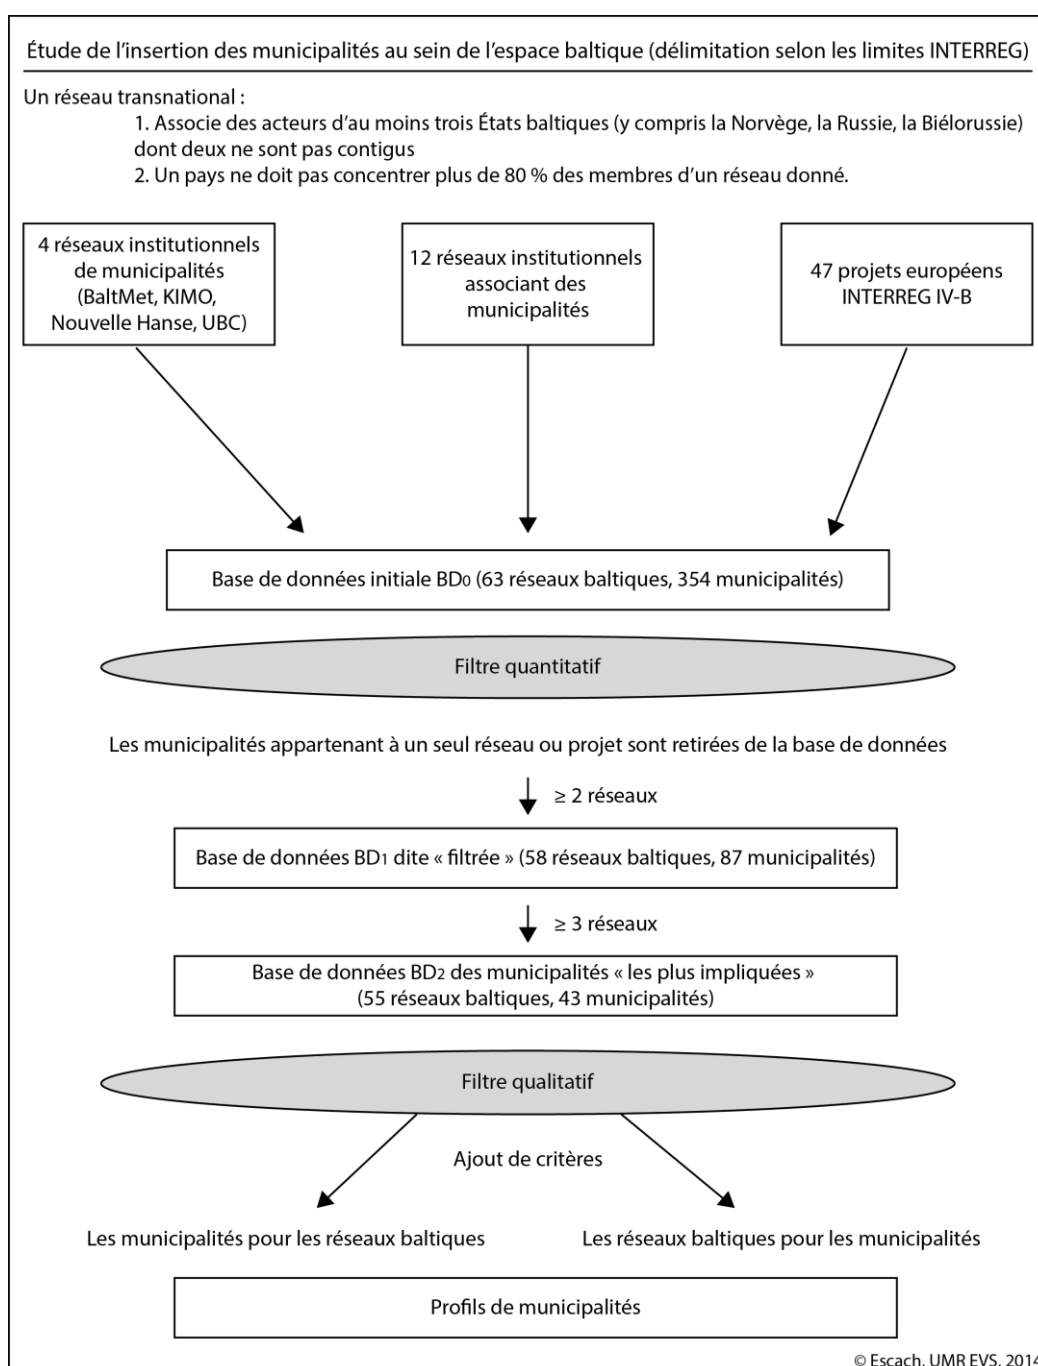 Étude de l’insertion des municipalités au sein de l’espace baltique (délimitation selon les limites INTERREG)
Un réseau transnational :
1. Associe des acteurs d’au moins trois États baltiques (y compris la Norvège, la Russie, la Biélorussie)
dont deux ne sont pas contigus
2. Un pays ne doit pas concentrer plus de 80 % des membres d’un réseau donné.
4 réseaux institutionnels
de municipalités
(BaltMet, KIMO,
Nouvelle Hanse, UBC)
12 réseaux institutionnels
associant des
municipalités
47 projets européens
INTERREG IV-B
Base de données initiale BD0 (63 réseaux baltiques, 354 municipalités)
Filtre quantitatif
Les municipalités appartenant à un seul réseau ou projet sont retirées de la base de données
≥ 2 réseaux
Base de données BD1 dite « filtrée » (58 réseaux baltiques, 87 municipalités)
≥ 3 réseaux
Base de données BD2 des municipalités « les plus impliquées »
(55 réseaux baltiques, 43 municipalités)
Filtre qualitatif
Ajout de critères
Les municipalités pour les réseaux baltiques
Les réseaux baltiques pour les municipalités
Profils de municipalités
© Escach, UMR EVS, 2014